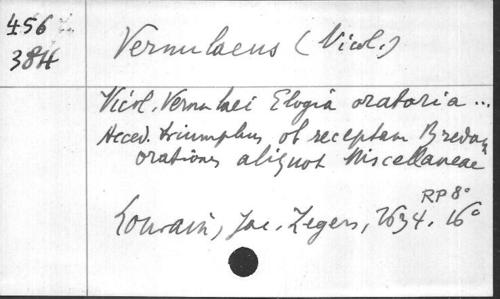 456
384
Vernulaeus (Nicol.)
Nicol. Vernulaei Elogia oratoria ...
Acced. triumphus ob receptam Bredam
orationes aliquot Miscellaneae
RP 8°
Louvain, Jac. Zegers, 1634. 16°